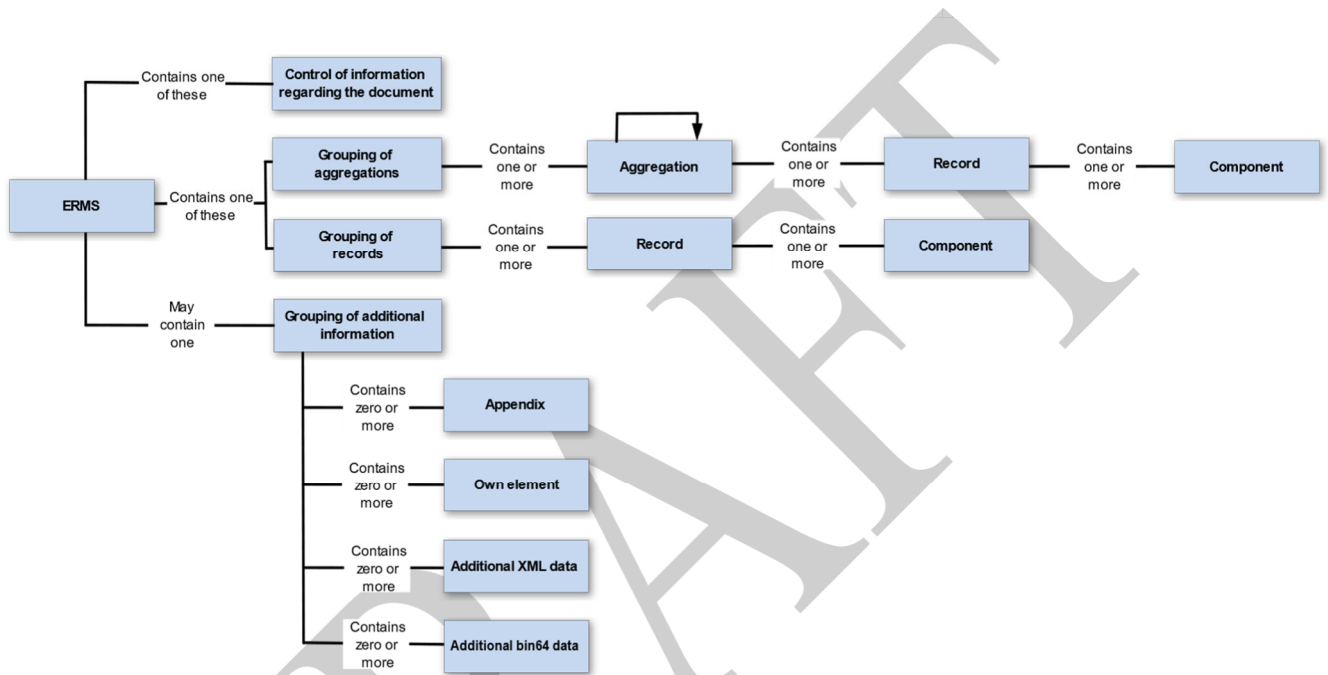 Contains one
of these
Control of information
regarding the document
ERMS
Contains one
of these
Grouping of
aggregations
Contains
one or
more
Aggregation
Contains
one or
more
Record
Contains
one or
more
Component
Grouping of
records
Contains
one or
more
Record
Contains
one or
more
Component
May
contain
one
Grouping of additional
information
Contains
zero or
more
Appendix
Contains
zero or
more
Own element
Contains
zero or
more
Additional XML data
Contains
zero or
more
Additional bin64 data
DRAFT